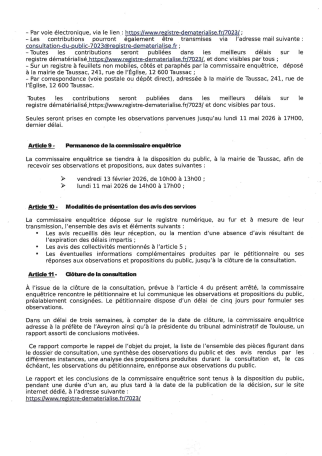 - Par voie électronique, via le lien : https://www.registre-dematerialise.fr/7023/ ;
- Les contributions pourront également être transmises via l'adresse mail suivante :
consultation-du-public-7023@registre-dematerialise.fr ;
- Toutes les contributions seront publiées dans les meilleurs délais sur le
registre dématérialisé,https://www.registre-dematerialise.fr/7023/, et donc visibles par tous ;
- Sur un registre à feuillets non mobiles, côtés et paraphés par la commissaire enquêtrice, déposé
à la mairie de Taussac, 241, rue de l'Église, 12 600 Taussac ;
- Par correspondance (voie postale ou dépôt direct), adressée à la mairie de Taussac, 241, rue de
l'Église, 12 600 Taussac.
Toutes les contributions seront publiées dans les meilleurs délais sur le
registre dématérialisé,https://www.registre-dematerialise.fr/7023/ et donc visibles par tous.
Seules seront prises en compte les observations parvenues jusqu'au lundi 11 mai 2026 à 17h00,
dernier délai.
Article 9 - Permanence de la commissaire enquêtrice
La commissaire enquêtrice se tiendra à la disposition du public, à la mairie de Taussac, afin de
recevoir ses observations et propositions, aux dates suivantes :
➢ vendredi 13 février 2026, de 10h00 à 13h00 ;
➢ lundi 11 mai 2026 de 14h00 à 17h00 ;
Article 10 - Modalités de présentation des avis des services
La commissaire enquêtrice dépose sur le registre numérique, au fur et à mesure de leur
transmission, l'ensemble des avis et éléments suivants :
• Les avis recueillis dès leur réception, ou la mention d'une absence d'avis résultant de
l'expiration des délais impartis ;
• Les avis des collectivités mentionnés à l'article 5 ;
• Les éventuelles informations complémentaires produites par le pétitionnaire ou ses
réponses aux observations et propositions du public, jusqu'à la clôture de la consultation.
Article 11 - Clôture de la consultation
À l'issue de la clôture de la consultation, prévue à l'article 4 du présent arrêté, la commissaire
enquêtrice rencontre le pétitionnaire et lui communique les observations et propositions du public,
préalablement consignées. Le pétitionnaire dispose d'un délai de cinq jours pour formuler ses
observations.
Dans un délai de trois semaines, à compter de la date de clôture, la commissaire enquêtrice
adresse à la préfète de l'Aveyron ainsi qu'à la présidente du tribunal administratif de Toulouse, un
rapport assorti de conclusions motivées.
Ce rapport comporte le rappel de l'objet du projet, la liste de l'ensemble des pièces figurant dans
le dossier de consultation, une synthèse des observations du public et des avis rendus par les
différentes instances, une analyse des propositions produites durant la consultation et, le cas
échéant, les observations du pétitionnaire, en réponse aux observations du public.
Le rapport et les conclusions de la commissaire enquêtrice sont tenus à la disposition du public,
pendant une durée d'un an, au plus tard à la date de la publication de la décision, sur le site
internet dédié, à l'adresse suivante :
https://www.registre-dematerialise.fr/7023/